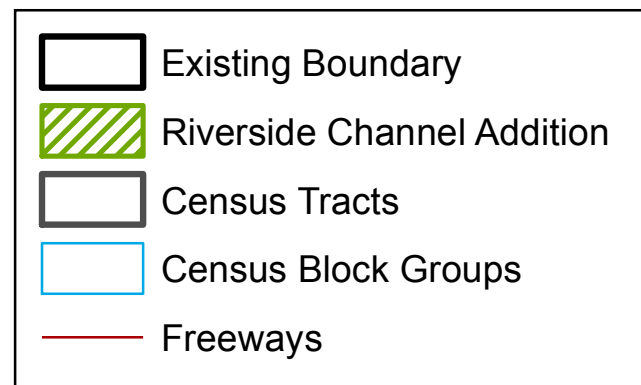 Existing Boundary
Riverside Channel Addition
Census Tracts
Census Block Groups
Freeways